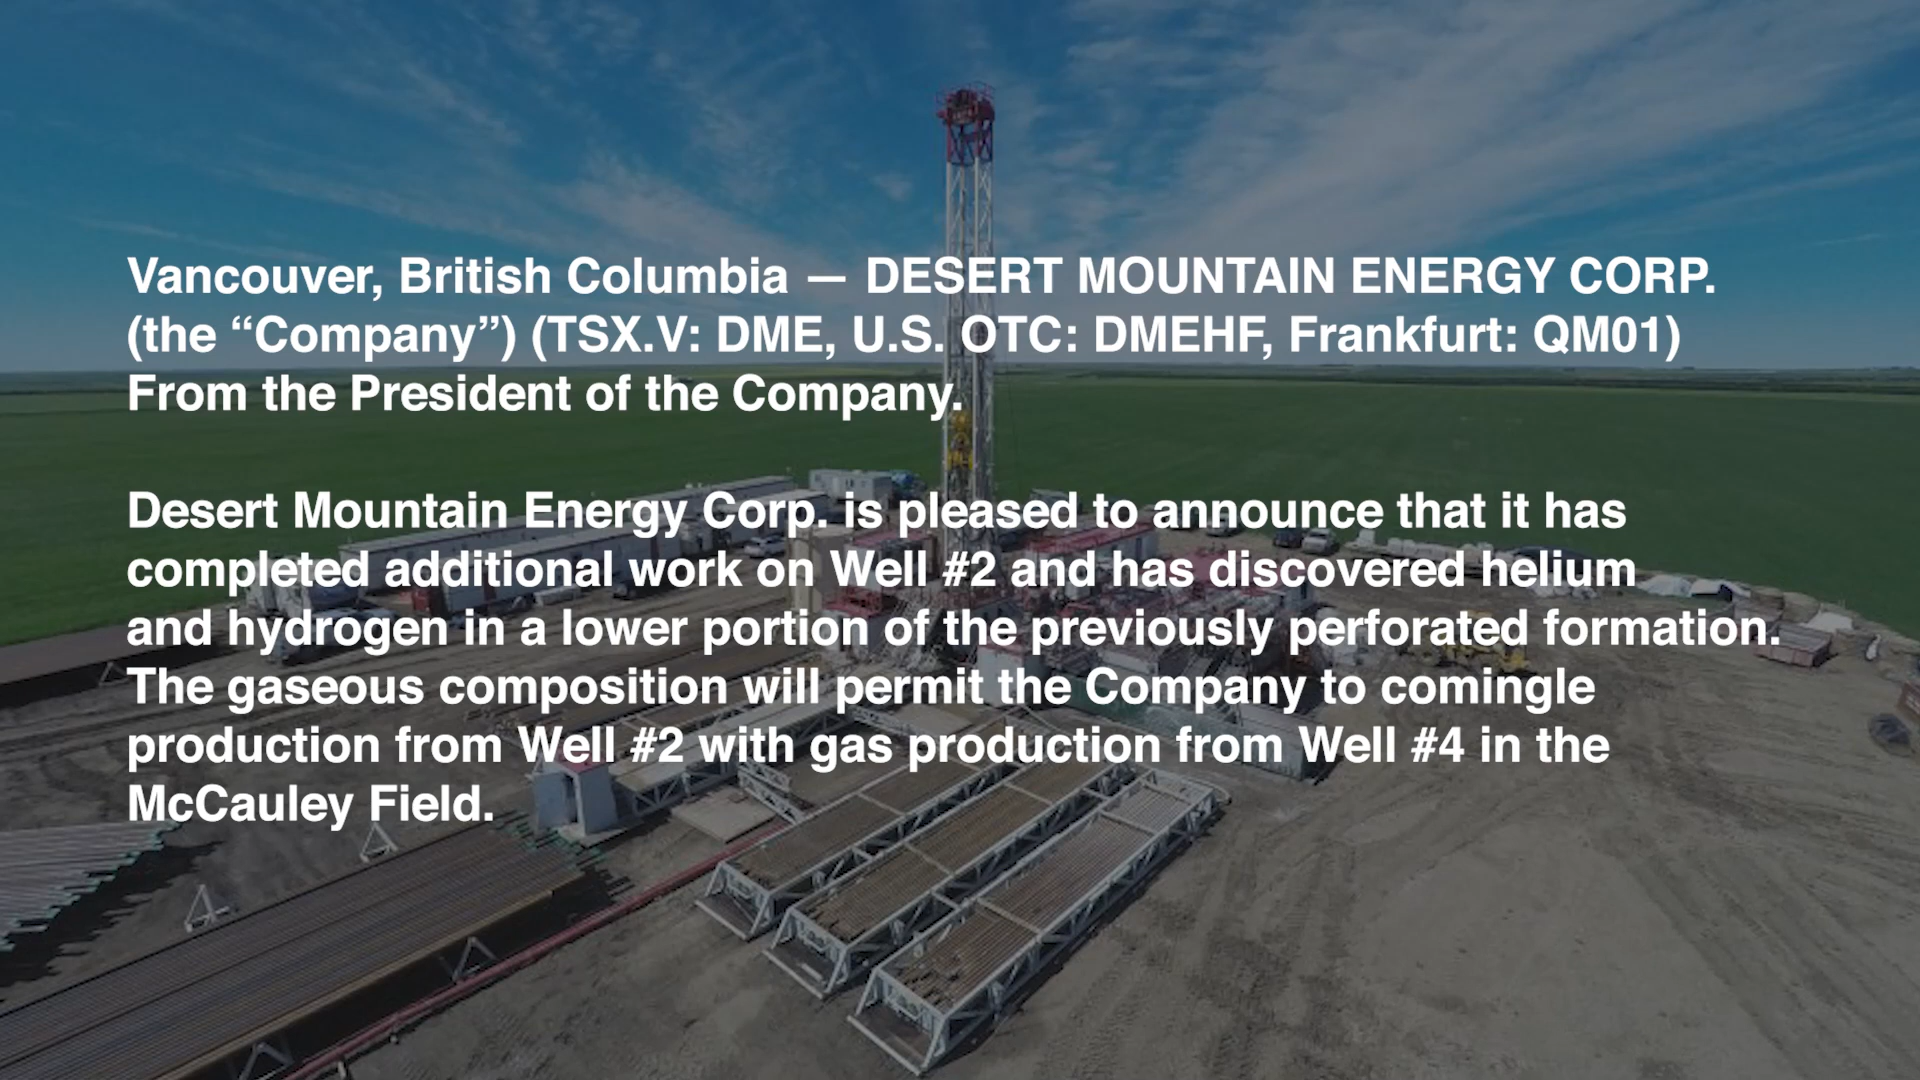 Vancouver, British Columbia — DESERT MOUNTAIN ENERGY CORP.
(the “Company”) (TSX.V: DME, U.S. OTC: DMEHF, Frankfurt: QM01)
From the President of the Company.
Desert Mountain Energy Corp. is pleased to announce that it has
completed additional work on Well #2 and has discovered helium
and hydrogen in a lower portion of the previously perforated formation.
The gaseous composition will permit the Company to comingle
production from Well #2 with gas production from Well #4 in the
McCauley Field.